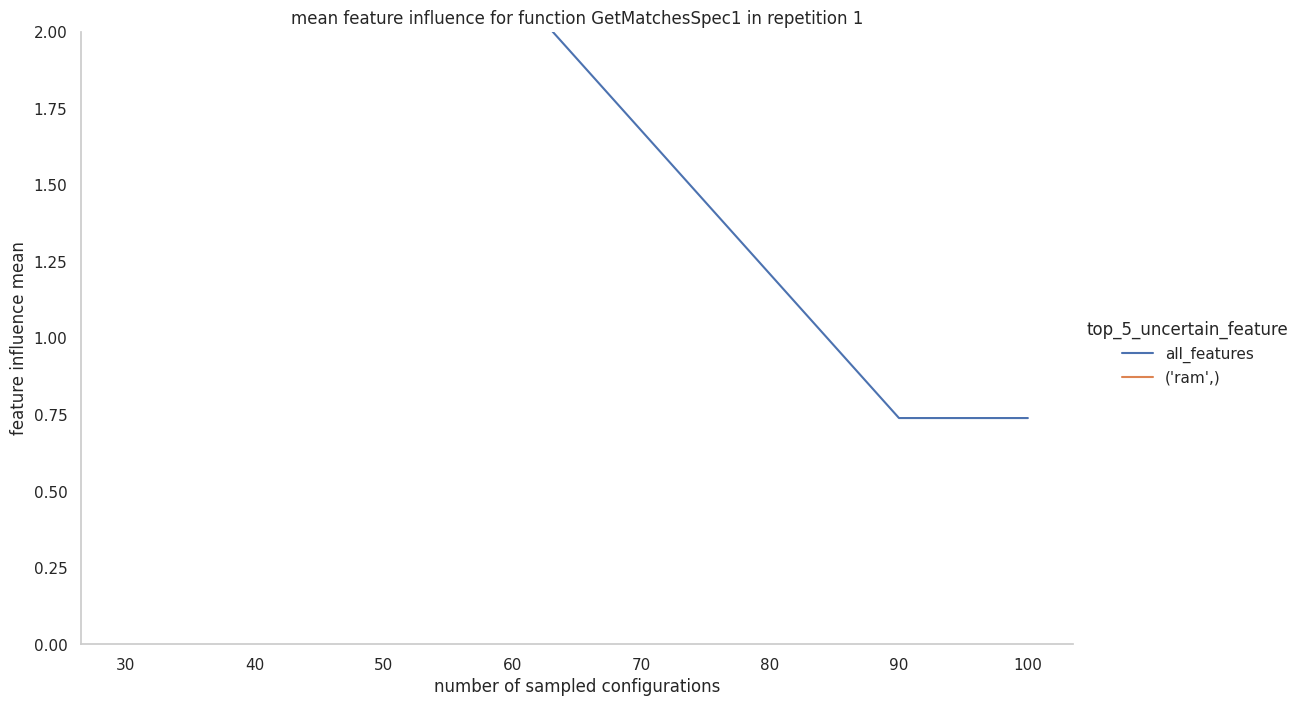 mean feature influence for function GetMatchesSpec1 in repetition 1
2.00
1.75
1.50
1.25
1.00
0.75
0.50
0.25
0.00
feature influence mean
30 40 50 60 70 80 90 100
number of sampled configurations
top_5_uncertain_feature
all_features
('ram',)